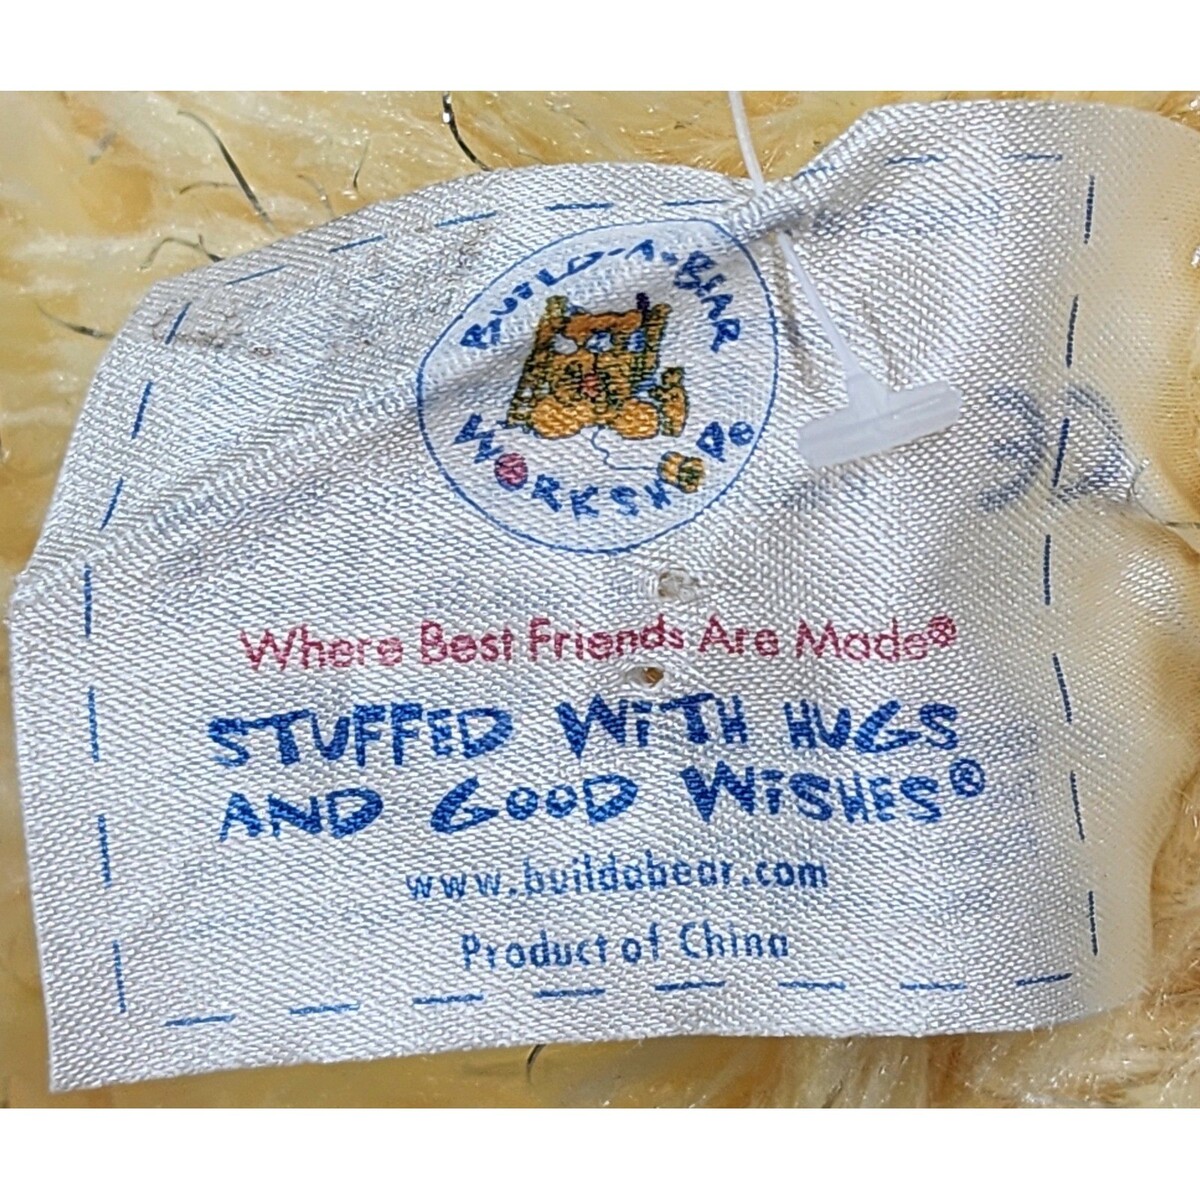 BUILD-A-BEAR
WORKSHOP®
Where Best Friends Are Made®
STUFFED WITH HUGS
AND GOOD WISHES®
www.buildabear.com
Product of China